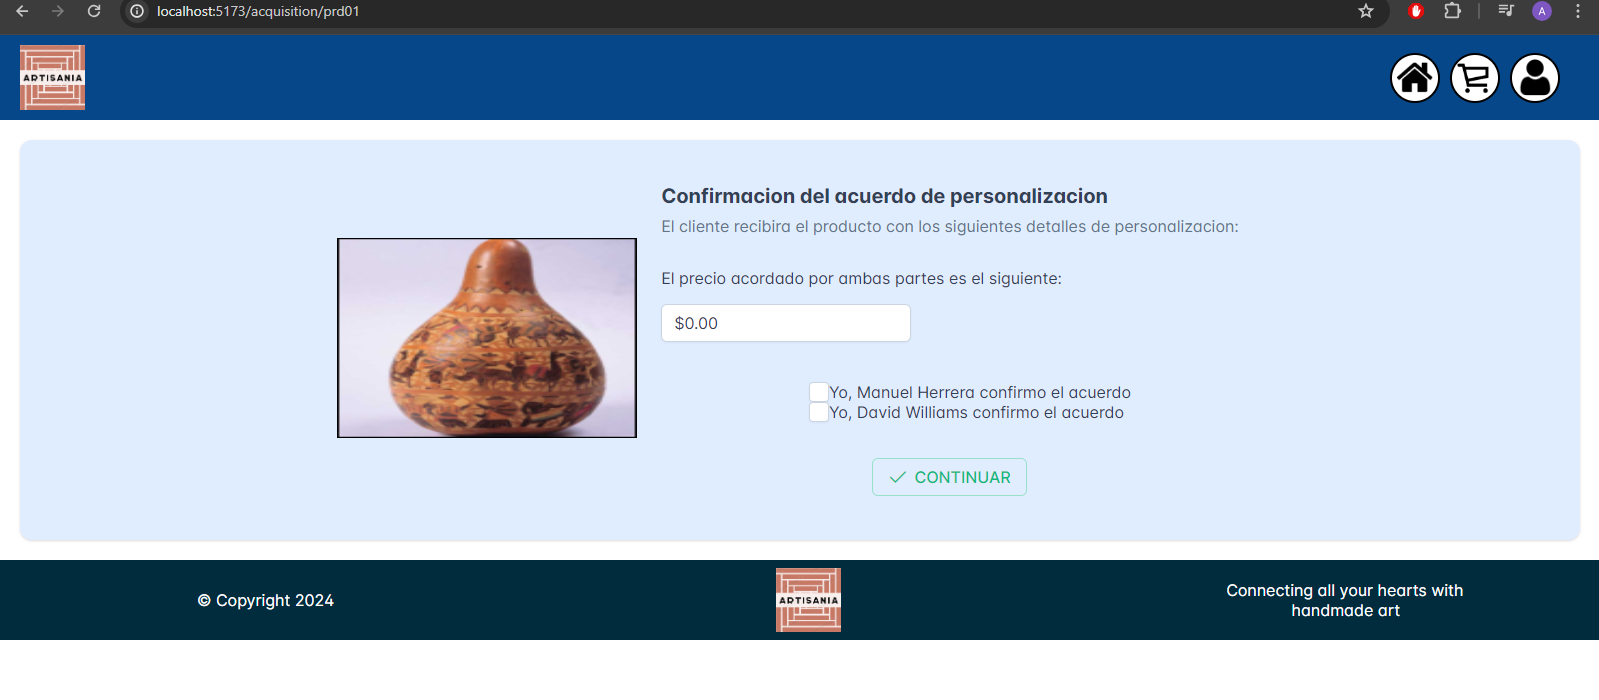 localhost:5173/acquisition/prd01
A
ARTISANIA
Confirmacion del acuerdo de personalizacion
El cliente recibira el producto con los siguientes detalles de personalizacion:
El precio acordado por ambas partes es el siguiente:
$0.00
Yo, Manuel Herrera confirmo el acuerdo
Yo, David Williams confirmo el acuerdo
CONTINUAR
© Copyright 2024
ARTISANIA
Connecting all your hearts with
handmade art